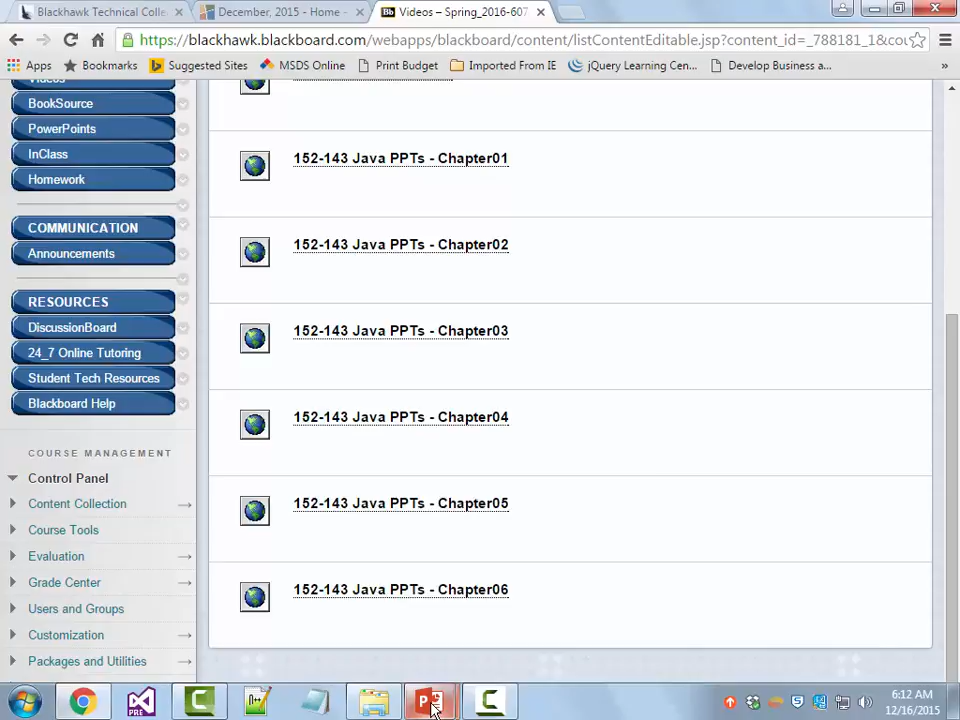 Blackhawk Technical Colle
December, 2015 - Home -
Bb Videos – Spring_2016-607
https://blackhawk.blackboard.com/webapps/blackboard/content/listContentEditable.jsp?content_id=_788181_1&cou
Apps
Bookmarks
Suggested Sites
MSDS Online
Print Budget
Imported From IE
jQuery Learning Cen...
Develop Business a...
»
Videos
BookSource
PowerPoints
InClass
Homework
COMMUNICATION
Announcements
RESOURCES
DiscussionBoard
24_7 Online Tutoring
Student Tech Resources
Blackboard Help
COURSE MANAGEMENT
Control Panel
Content Collection
Course Tools
Evaluation
Grade Center
Users and Groups
Customization
Packages and Utilities
152-143 Java PPTs - Chapter01
152-143 Java PPTs - Chapter02
152-143 Java PPTs - Chapter03
152-143 Java PPTs - Chapter04
152-143 Java PPTs - Chapter05
152-143 Java PPTs - Chapter06
PRE
6:12 AM
12/16/2015